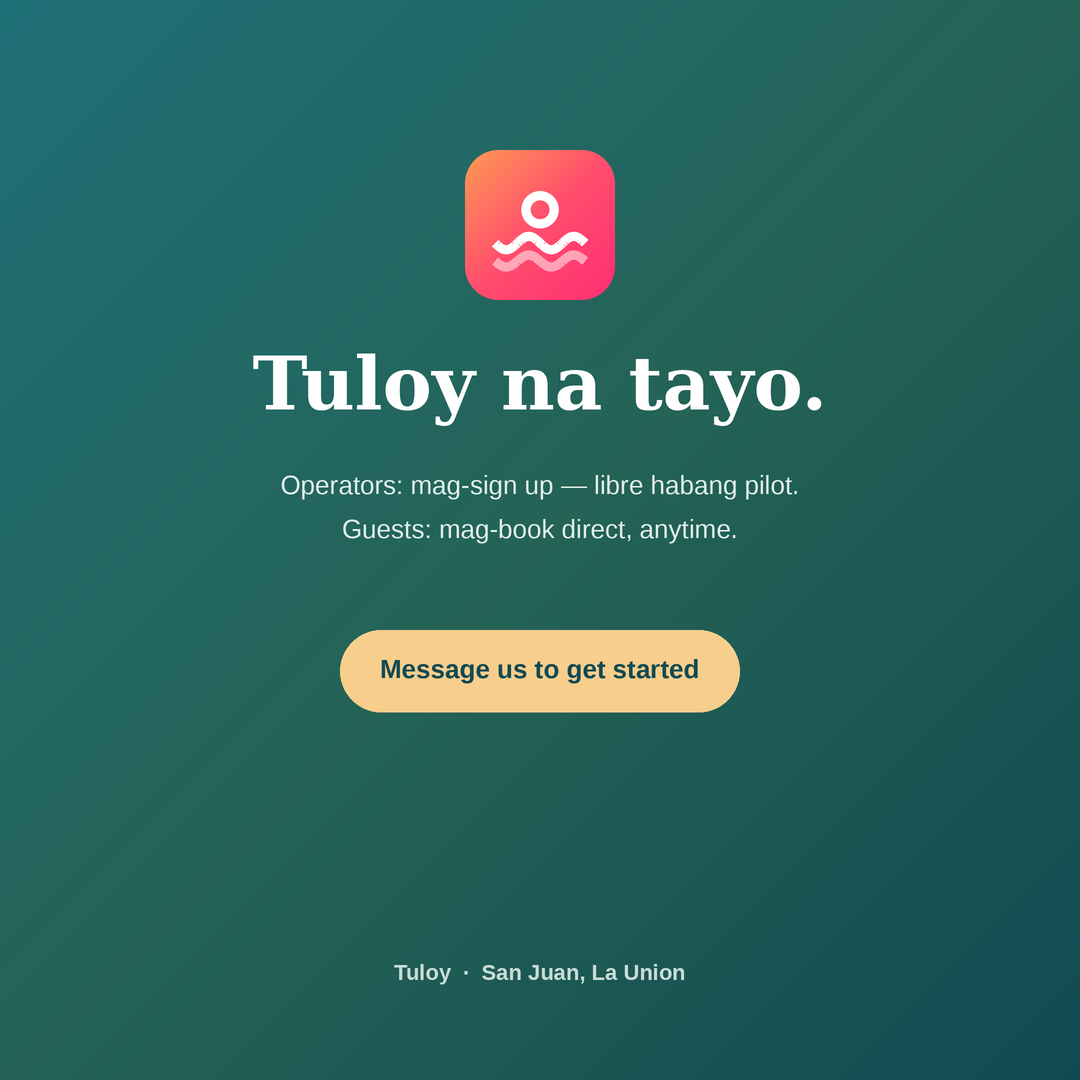 Tuloy na tayo.
Operators: mag-sign up — libre habang pilot.
Guests: mag-book direct, anytime.
Message us to get started
Tuloy · San Juan, La Union